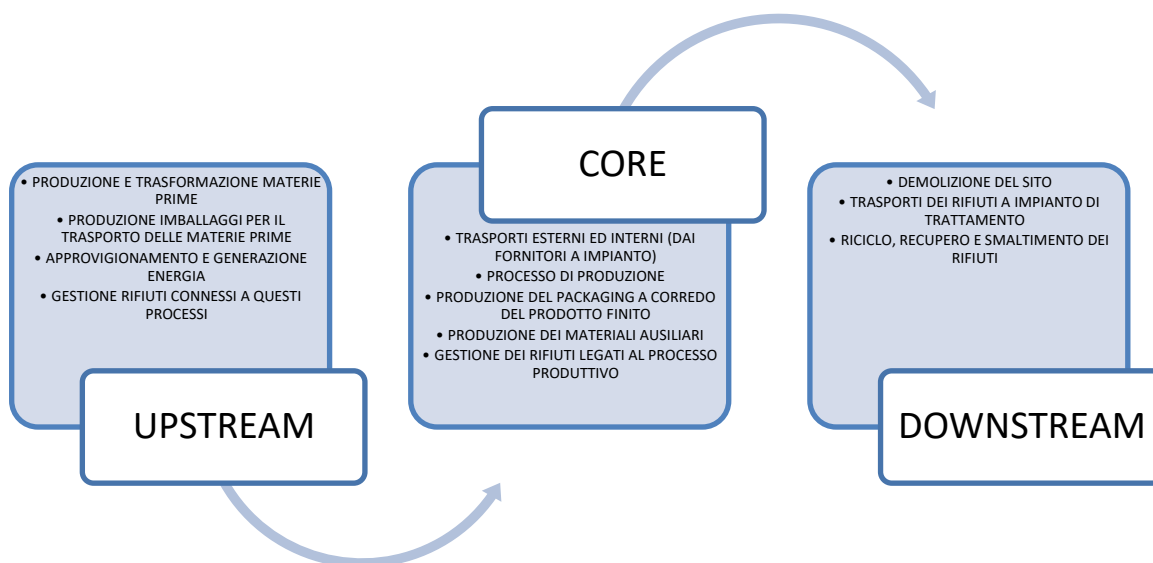 • PRODUZIONE E TRASFORMAZIONE MATERIE
PRIME
• PRODUZIONE IMBALLAGGI PER IL
TRASPORTO DELLE MATERIE PRIME
• APPROVIGIONAMENTO E GENERAZIONE
ENERGIA
• GESTIONE RIFIUTI CONNESSI A QUESTI
PROCESSI
UPSTREAM
CORE
• TRASPORTI ESTERNI ED INTERNI (DAI
FORNITORI A IMPIANTO)
• PROCESSO DI PRODUZIONE
• PRODUZIONE DEL PACKAGING A CORREDO
DEL PRODOTTO FINITO
• PRODUZIONE DEI MATERIALI AUSILIARI
• GESTIONE DEI RIFIUTI LEGATI AL PROCESSO
PRODUTTIVO
• DEMOLIZIONE DEL SITO
• TRASPORTI DEI RIFIUTI A IMPIANTO DI
TRATTAMENTO
• RICICLO, RECUPERO E SMALTIMENTO DEI
RIFIUTI
DOWNSTREAM